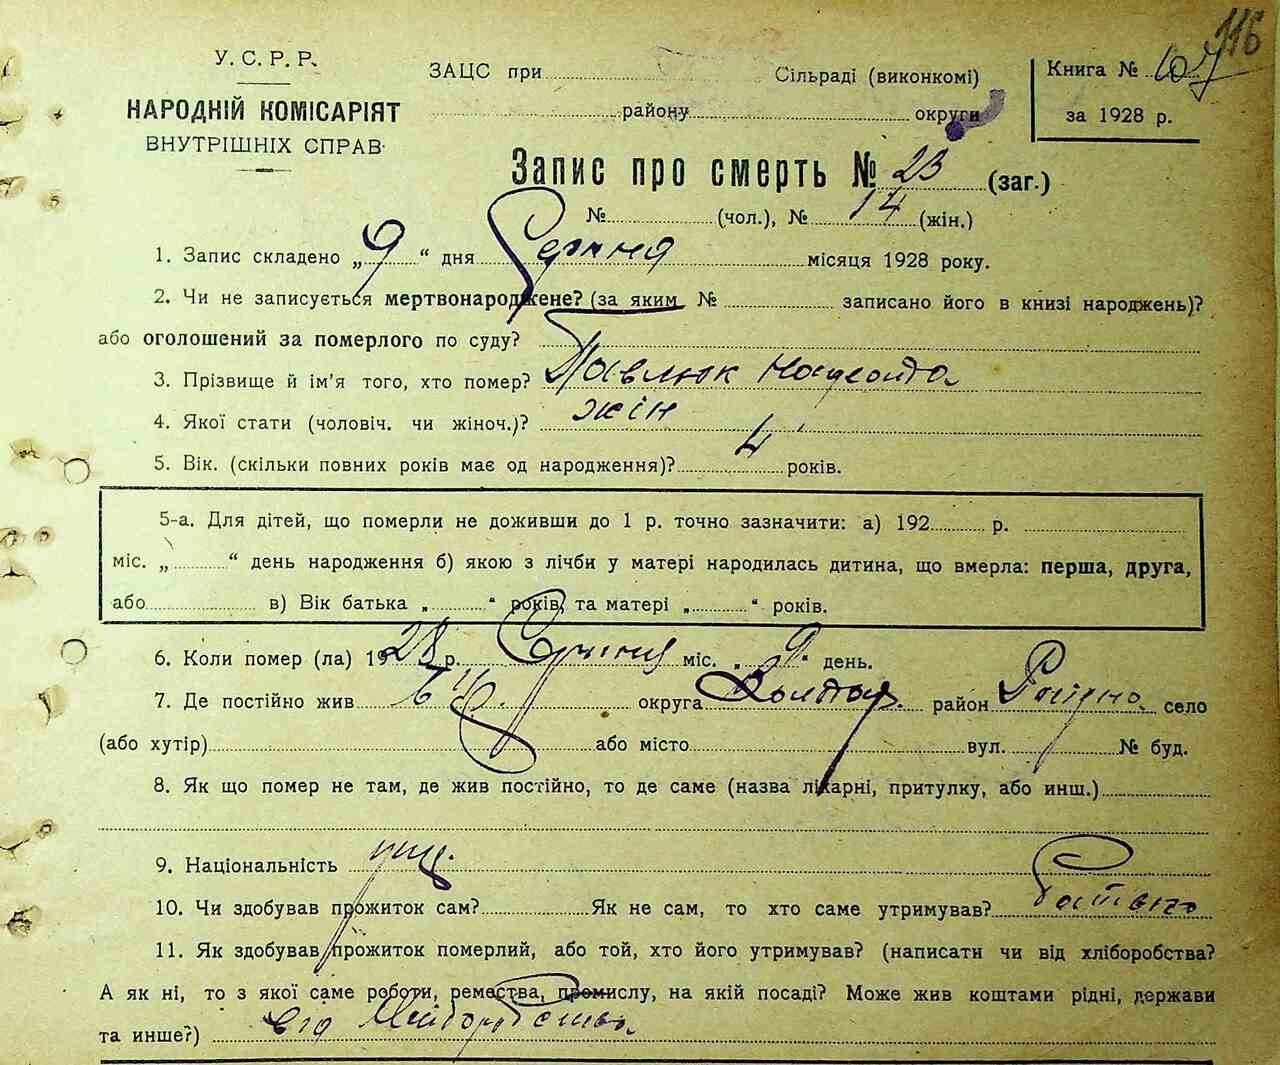 116
У. С. Р. Р.
НАРОДНІЙ КОМІСАРІЯТ
ВНУТРІШНІХ СПРАВ
ЗАЦС при Сільраді (виконкомі)
району округи
Книга № 107
за 1928 р.
Запис про смерть № 23 (заг.)
№ (чол.), № 14 (жін.)
1. Запис складено „9“ дня Серпня місяця 1928 року.
2. Чи не записується мертвонароджене? (за яким № записано його в книзі народжень)?
або оголошений за померлого по суду?
3. Прізвище й ім'я того, хто помер? Павлюк
4. Якої стати (чоловіч. чи жіноч.)? жін
5. Вік. (скільки повних років має од народження)? 4 років.
5-а. Для дітей, що померли не доживши до 1 р. точно зазначити: а) 192 р.
міс. „ “ день народження б) якою з лічби у матері народилась дитина, що вмерла: перша, друга,
або в) Вік батька „ “ років, та матері „ “ років.
6. Коли помер (ла) 1928 р. Серпня міс. „9“ день.
7. Де постійно жив округа район село
(або хутір) або місто вул. № буд.
8. Як що помер не там, де жив постійно, то де саме (назва лікарні, притулку, або инш.)
9. Національність укр.
10. Чи здобував прожиток сам? Як не сам, то хто саме утримував? батько
11. Як здобував прожиток померлий, або той, хто його утримував? (написати чи від хліборобства?
А як ні, то з якої саме роботи, ремества, промислу, на якій посаді? Може жив коштами рідні, держави
та инше?) від Хліборобства